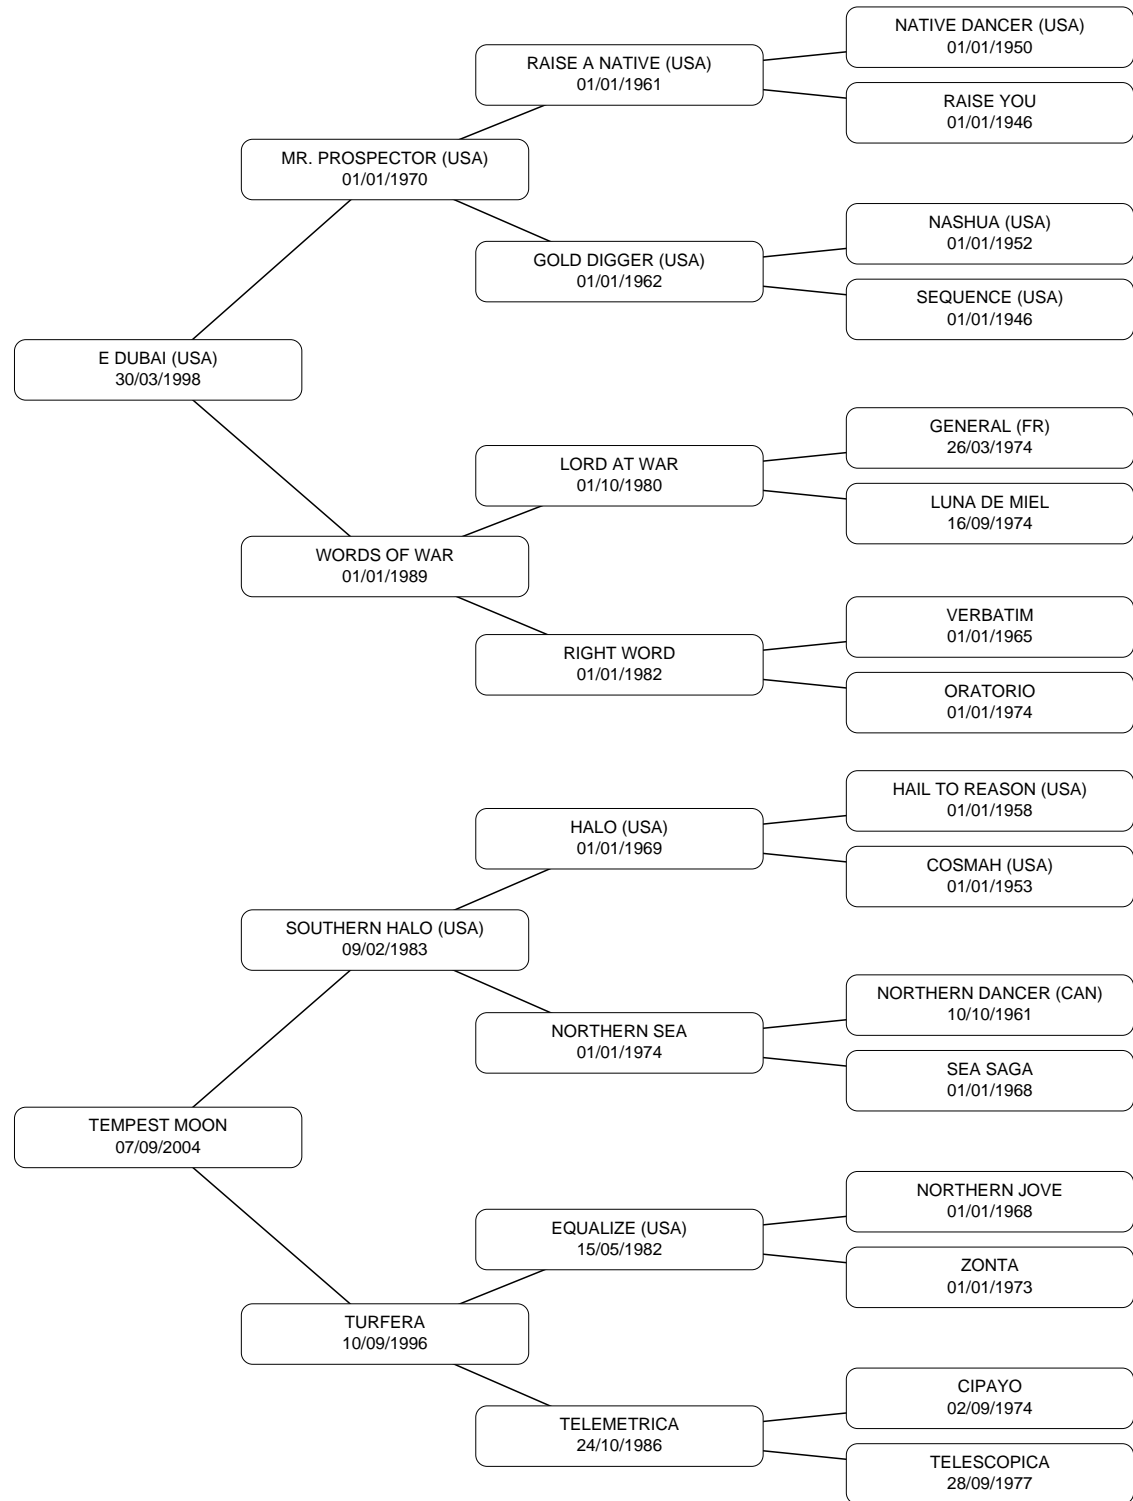 NATIVE DANCER (USA)
01/01/1950
RAISE A NATIVE (USA)
01/01/1961
RAISE YOU
01/01/1946
MR. PROSPECTOR (USA)
01/01/1970
NASHUA (USA)
01/01/1952
GOLD DIGGER (USA)
01/01/1962
SEQUENCE (USA)
01/01/1946
E DUBAI (USA)
30/03/1998
GENERAL (FR)
26/03/1974
LORD AT WAR
01/10/1980
LUNA DE MIEL
16/09/1974
WORDS OF WAR
01/01/1989
VERBATIM
01/01/1965
RIGHT WORD
01/01/1982
ORATORIO
01/01/1974
HAIL TO REASON (USA)
01/01/1958
HALO (USA)
01/01/1969
COSMAH (USA)
01/01/1953
SOUTHERN HALO (USA)
09/02/1983
NORTHERN DANCER (CAN)
10/10/1961
NORTHERN SEA
01/01/1974
SEA SAGA
01/01/1968
TEMPEST MOON
07/09/2004
NORTHERN JOVE
01/01/1968
EQUALIZE (USA)
15/05/1982
ZONTA
01/01/1973
TURFERA
10/09/1996
CIPAYO
02/09/1974
TELEMETRICA
24/10/1986
TELESCOPICA
28/09/1977